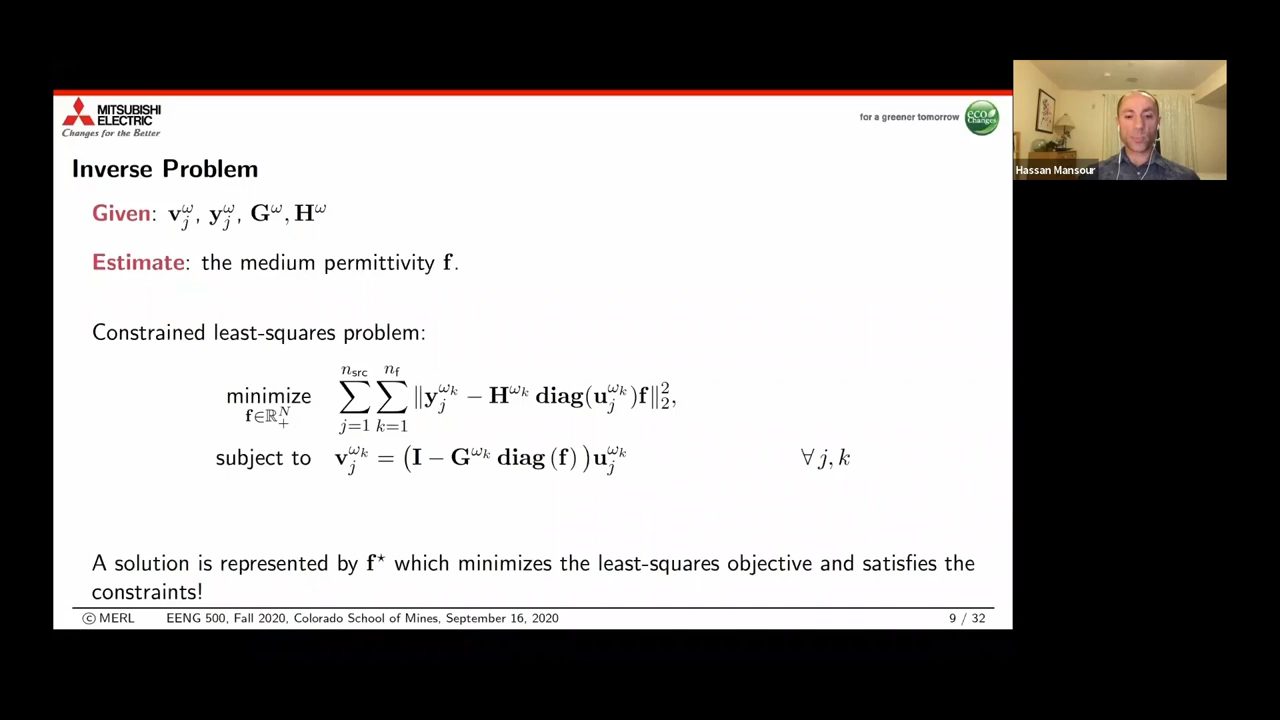 MITSUBISHI
ELECTRIC
Changes for the Better
for a greener tomorrow
eco
Changes
Hassan Mansour
Inverse Problem
Given: v_j^ω, y_j^ω, G^ω, H^ω
Estimate: the medium permittivity f.
Constrained least-squares problem:
minimize_{f∈ℝ_+^N} ∑_{j=1}^{n_src} ∑_{k=1}^{n_f} ‖y_j^{ω_k} − H^{ω_k} diag(u_j^{ω_k})f‖_2^2,
subject to v_j^{ω_k} = (I − G^{ω_k} diag (f) )u_j^{ω_k} ∀ j, k
A solution is represented by f* which minimizes the least-squares objective and satisfies the
constraints!
© MERL EENG 500, Fall 2020, Colorado School of Mines, September 16, 2020 9 / 32